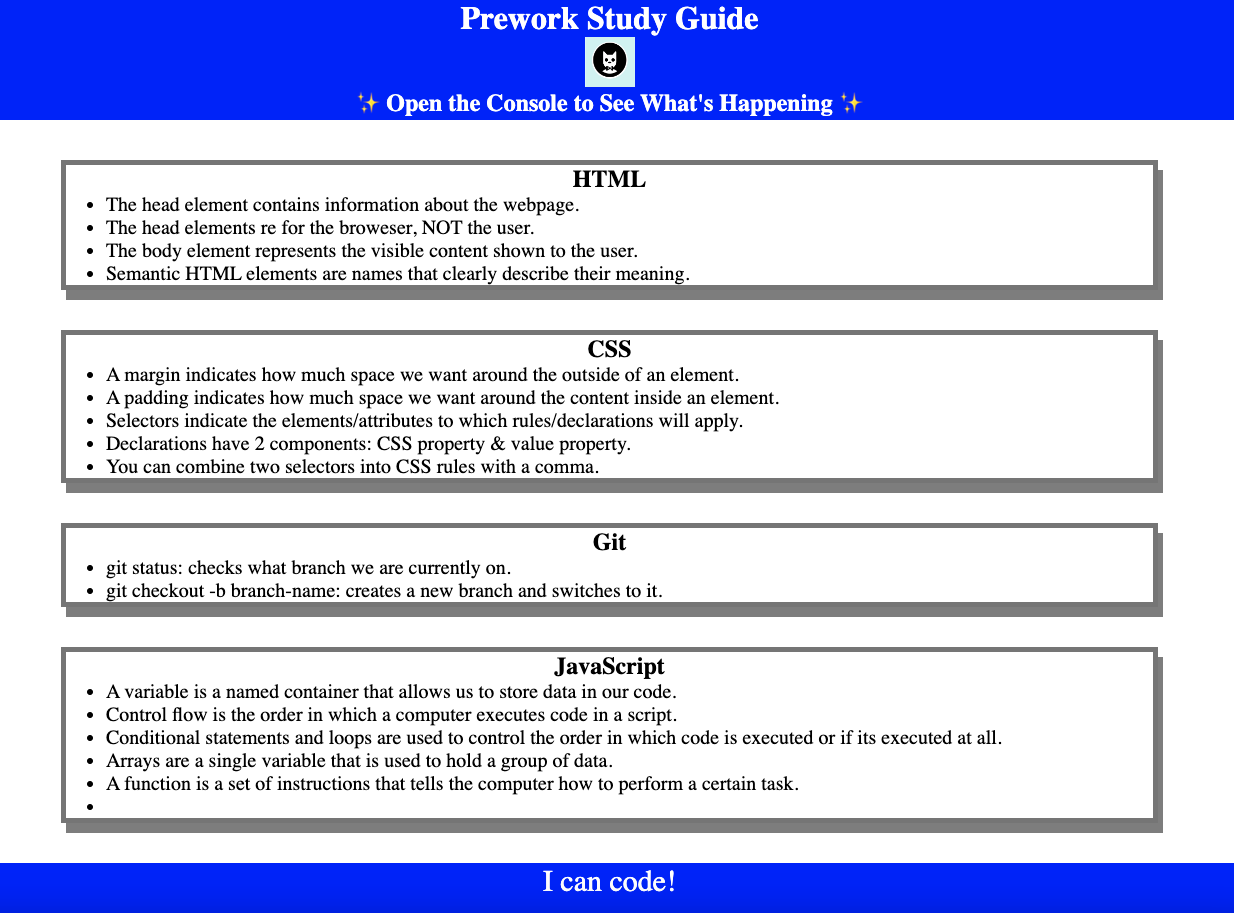 Prework Study Guide
✨ Open the Console to See What's Happening ✨
HTML
• The head element contains information about the webpage.
• The head elements re for the broweser, NOT the user.
• The body element represents the visible content shown to the user.
• Semantic HTML elements are names that clearly describe their meaning.
CSS
• A margin indicates how much space we want around the outside of an element.
• A padding indicates how much space we want around the content inside an element.
• Selectors indicate the elements/attributes to which rules/declarations will apply.
• Declarations have 2 components: CSS property & value property.
• You can combine two selectors into CSS rules with a comma.
Git
• git status: checks what branch we are currently on.
• git checkout -b branch-name: creates a new branch and switches to it.
JavaScript
• A variable is a named container that allows us to store data in our code.
• Control flow is the order in which a computer executes code in a script.
• Conditional statements and loops are used to control the order in which code is executed or if its executed at all.
• Arrays are a single variable that is used to hold a group of data.
• A function is a set of instructions that tells the computer how to perform a certain task.
•
I can code!